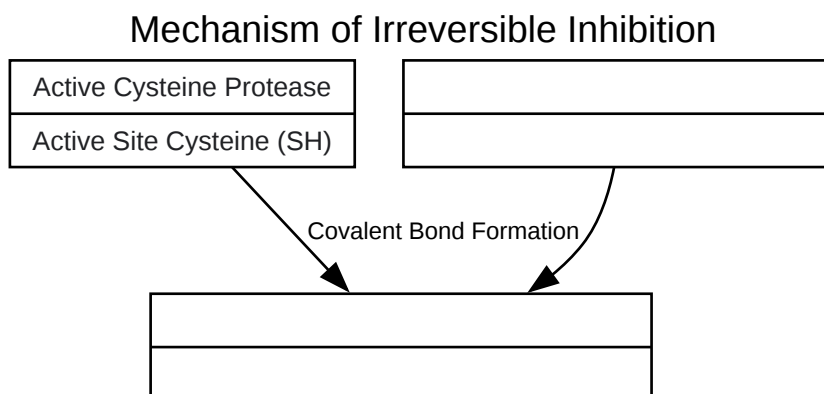 Mechanism of Irreversible Inhibition
Active Cysteine Protease
Active Site Cysteine (SH)
Covalent Bond Formation